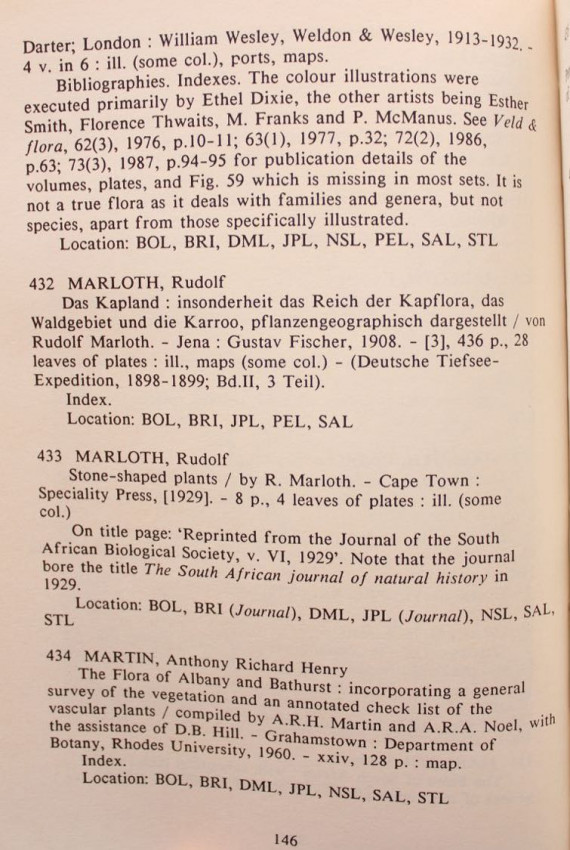 Darter; London : William Wesley, Weldon & Wesley, 1913-1932. -
4 v. in 6 : ill. (some col.), ports, maps.
Bibliographies. Indexes. The colour illustrations were
executed primarily by Ethel Dixie, the other artists being Esther
Smith, Florence Thwaits, M. Franks and P. McManus. See Veld &
flora, 62(3), 1976, p.10-11; 63(1), 1977, p.32; 72(2), 1986,
p.63; 73(3), 1987, p.94-95 for publication details of the
volumes, plates, and Fig. 59 which is missing in most sets. It is
not a true flora as it deals with families and genera, but not
species, apart from those specifically illustrated.
Location: BOL, BRI, DML, JPL, NSL, PEL, SAL, STL
432 MARLOTH, Rudolf
Das Kapland : insonderheit das Reich der Kapflora, das
Waldgebiet und die Karroo, pflanzengeographisch dargestellt / von
Rudolf Marloth. - Jena : Gustav Fischer, 1908. - [3], 436 p., 28
leaves of plates : ill., maps (some col.) - (Deutsche Tiefsee-
Expedition, 1898-1899; Bd.II, 3 Teil).
Index.
Location: BOL, BRI, JPL, PEL, SAL
433 MARLOTH, Rudolf
Stone-shaped plants / by R. Marloth. - Cape Town :
Speciality Press, [1929]. - 8 p., 4 leaves of plates : ill. (some
col.)
On title page: 'Reprinted from the Journal of the South
African Biological Society, v. VI, 1929'. Note that the journal
bore the title The South African journal of natural history in
1929.
Location: BOL, BRI (Journal), DML, JPL (Journal), NSL, SAL,
STL
434 MARTIN, Anthony Richard Henry
The Flora of Albany and Bathurst : incorporating a general
survey of the vegetation and an annotated check list of the
vascular plants / compiled by A.R.H. Martin and A.R.A. Noel, with
the assistance of D.B. Hill. - Grahamstown : Department of
Botany, Rhodes University, 1960. - xxiv, 128 p. : map.
Index.
Location: BOL, BRI, DML, JPL, NSL, SAL, STL
146